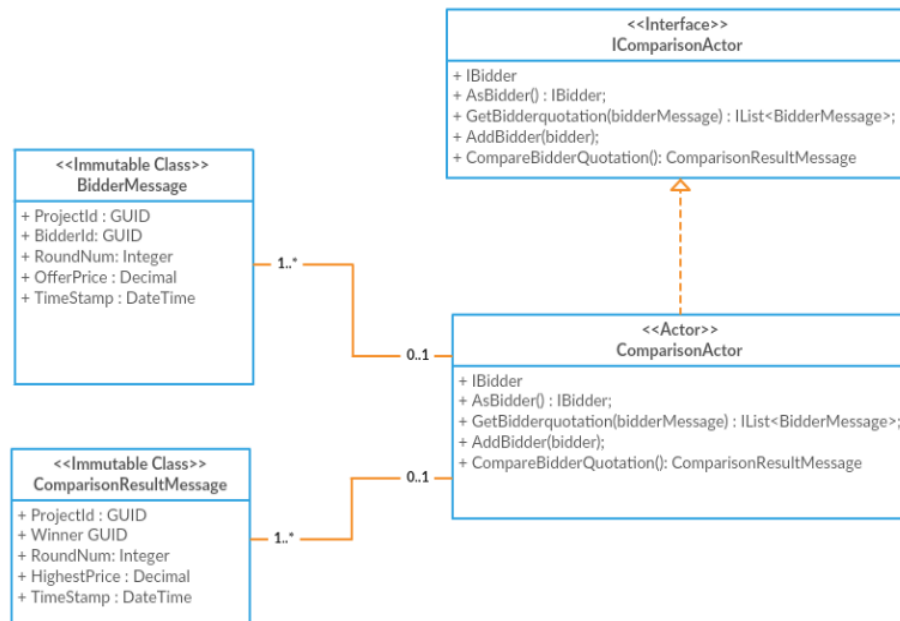 <<Interface>>
IComparisonActor
+ IBidder
+ AsBidder() : IBidder;
+ GetBidderquotation(bidderMessage) : IList<BidderMessage>;
+ AddBidder(bidder);
+ CompareBidderQuotation(): ComparisonResultMessage
<<Immutable Class>>
BidderMessage
+ ProjectId : GUID
+ BidderId: GUID
+ RoundNum: Integer
+ OfferPrice : Decimal
+ TimeStamp : DateTime
1..*
0..1
<<Actor>>
ComparisonActor
+ IBidder
+ AsBidder() : IBidder;
+ GetBidderquotation(bidderMessage) : IList<BidderMessage>;
+ AddBidder(bidder);
+ CompareBidderQuotation(): ComparisonResultMessage
<<Immutable Class>>
ComparisonResultMessage
+ ProjectId : GUID
+ Winner GUID
+ RoundNum: Integer
+ HighestPrice : Decimal
+ TimeStamp : DateTime
1..*
0..1